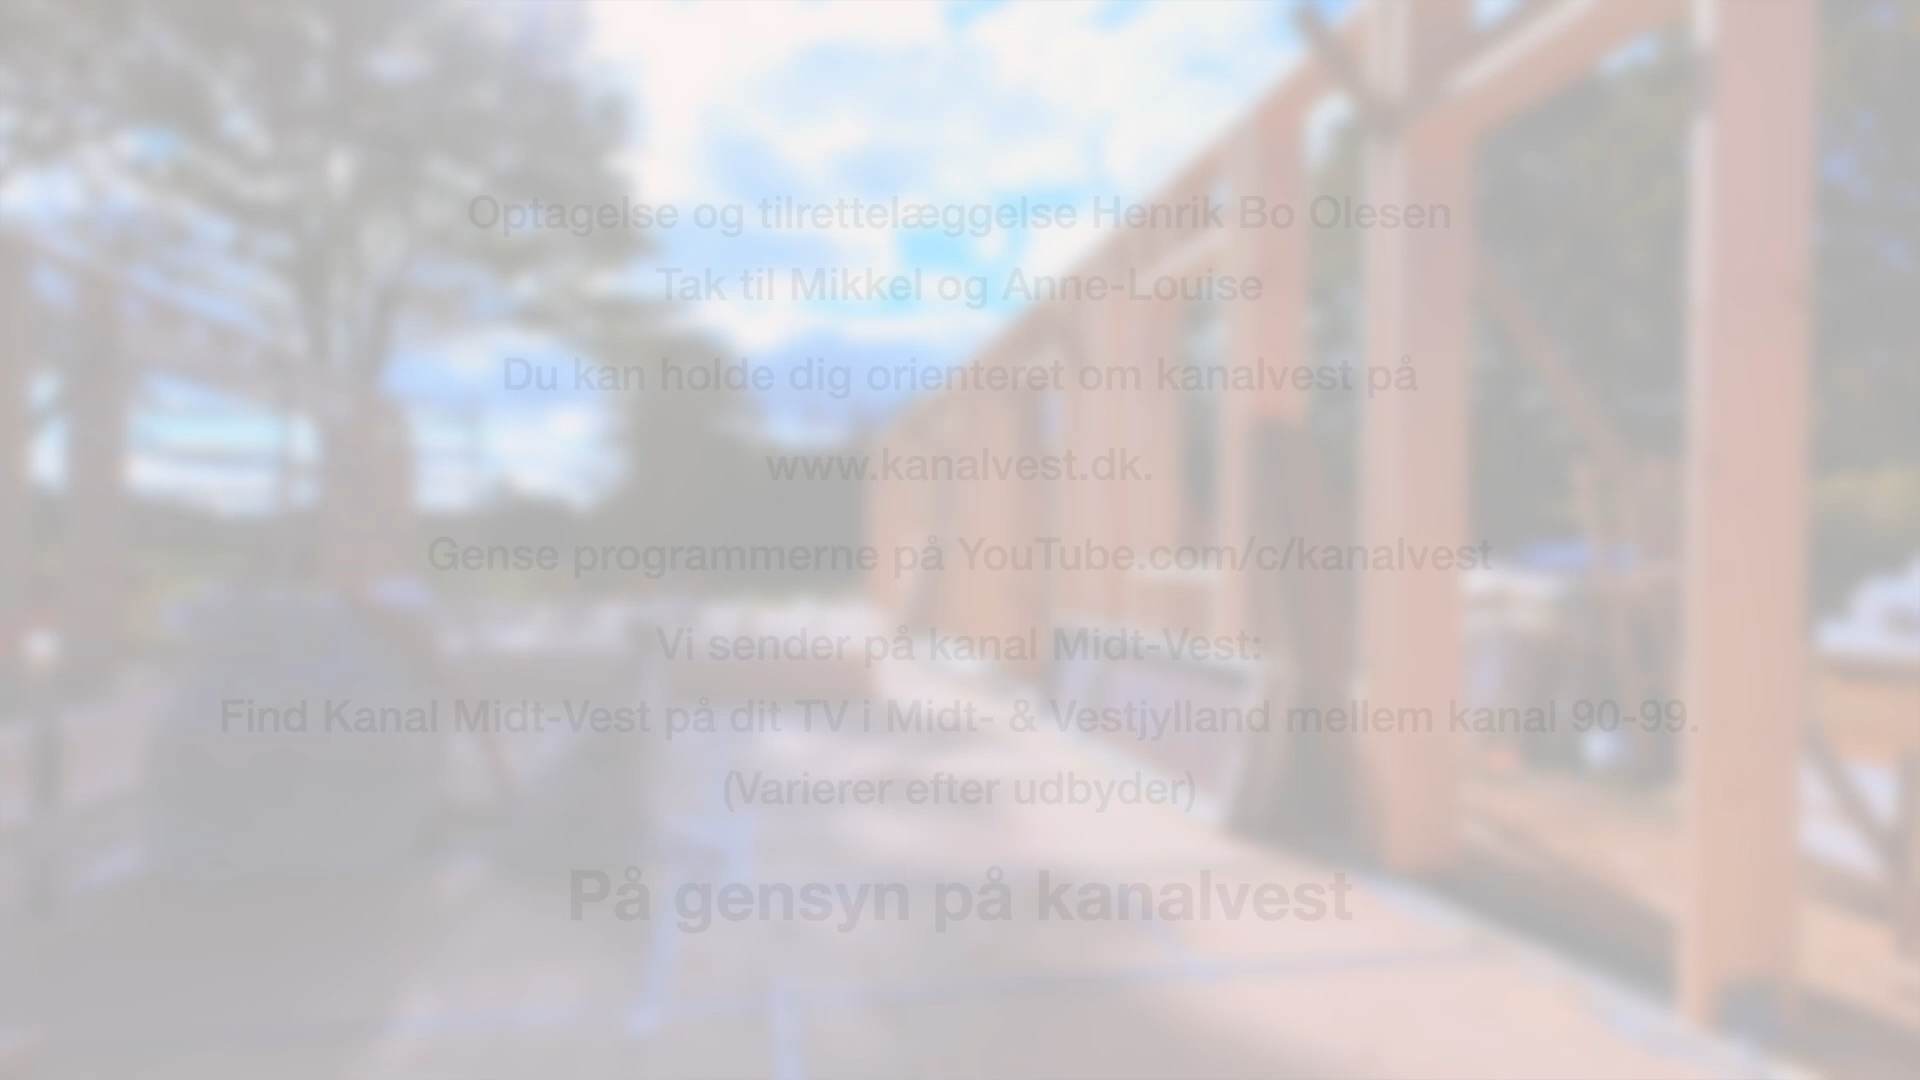 Optagelse og tilrettelæggelse Henrik Bo Olesen
Tak til Mikkel og Anne-Louise
Du kan holde dig orienteret om kanalvest på
www.kanalvest.dk.
Gense programmerne på YouTube.com/c/kanalvest
Vi sender på kanal Midt-Vest:
Find Kanal Midt-Vest på dit TV i Midt- & Vestjylland mellem kanal 90-99.
(Varierer efter udbyder)
På gensyn på kanalvest